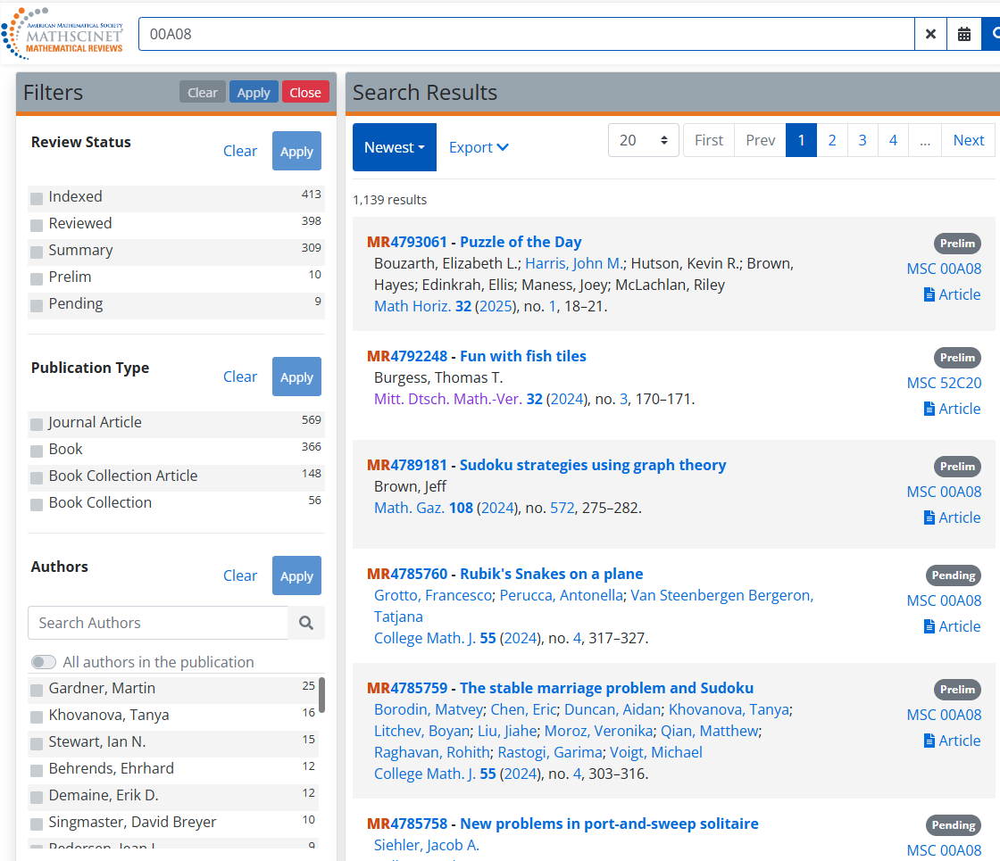 AMERICAN MATHEMATICAL SOCIETY
MATHSCINET
MATHEMATICAL REVIEWS
00A08
Filters
Clear
Apply
Close
Review Status
Clear
Apply
Indexed 413
Reviewed 398
Summary 309
Prelim 10
Pending 9
Publication Type
Clear
Apply
Journal Article 569
Book 366
Book Collection Article 148
Book Collection 56
Authors
Clear
Apply
Search Authors
All authors in the publication
Gardner, Martin 25
Khovanova, Tanya 16
Stewart, Ian N. 15
Behrends, Ehrhard 12
Demaine, Erik D. 12
Singmaster, David Breyer 10
Pedersen, Jean J. 9
Search Results
Newest
Export
20
First Prev 1 2 3 4 ... Next
1,139 results
MR4793061 - Puzzle of the Day
Bouzarth, Elizabeth L.; Harris, John M.; Hutson, Kevin R.; Brown,
Hayes; Edinkrah, Ellis; Maness, Joey; McLachlan, Riley
Math Horiz. 32 (2025), no. 1, 18–21.
Prelim
MSC 00A08
Article
MR4792248 - Fun with fish tiles
Burgess, Thomas T.
Mitt. Dtsch. Math.-Ver. 32 (2024), no. 3, 170–171.
Prelim
MSC 52C20
Article
MR4789181 - Sudoku strategies using graph theory
Brown, Jeff
Math. Gaz. 108 (2024), no. 572, 275–282.
Prelim
MSC 00A08
Article
MR4785760 - Rubik's Snakes on a plane
Grotto, Francesco; Perucca, Antonella; Van Steenbergen Bergeron,
Tatjana
College Math. J. 55 (2024), no. 4, 317–327.
Pending
MSC 00A08
Article
MR4785759 - The stable marriage problem and Sudoku
Borodin, Matvey; Chen, Eric; Duncan, Aidan; Khovanova, Tanya;
Litchev, Boyan; Liu, Jiahe; Moroz, Veronika; Qian, Matthew;
Raghavan, Rohith; Rastogi, Garima; Voigt, Michael
College Math. J. 55 (2024), no. 4, 303–316.
Prelim
MSC 00A08
Article
MR4785758 - New problems in port-and-sweep solitaire
Siehler, Jacob A.
Pending
MSC 00A08